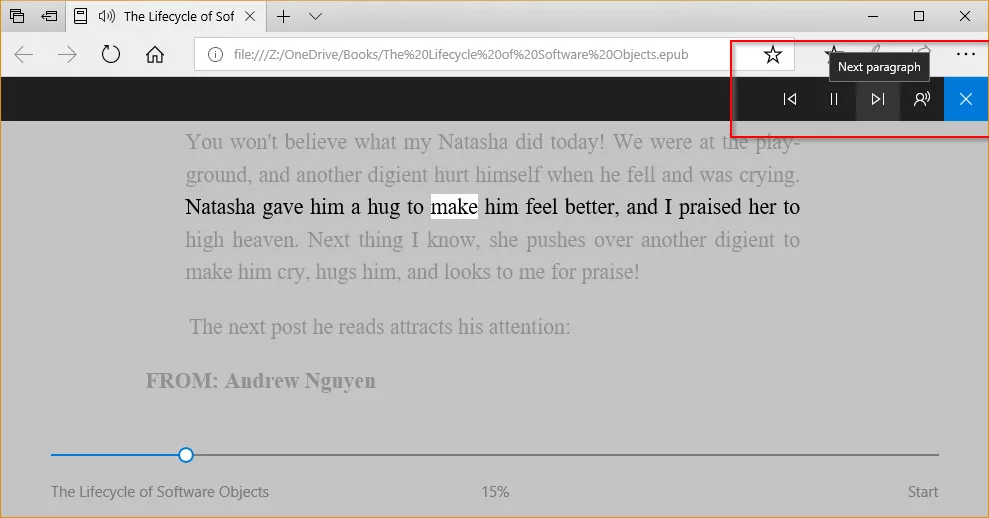 The Lifecycle of Sof
file:///Z:/OneDrive/Books/The%20Lifecycle%20of%20Software%20Objects.epub
Next paragraph
You won't believe what my Natasha did today! We were at the play-
ground, and another digient hurt himself when he fell and was crying.
Natasha gave him a hug to make him feel better, and I praised her to
high heaven. Next thing I know, she pushes over another digient to
make him cry, hugs him, and looks to me for praise!
The next post he reads attracts his attention:
FROM: Andrew Nguyen
The Lifecycle of Software Objects
15%
Start